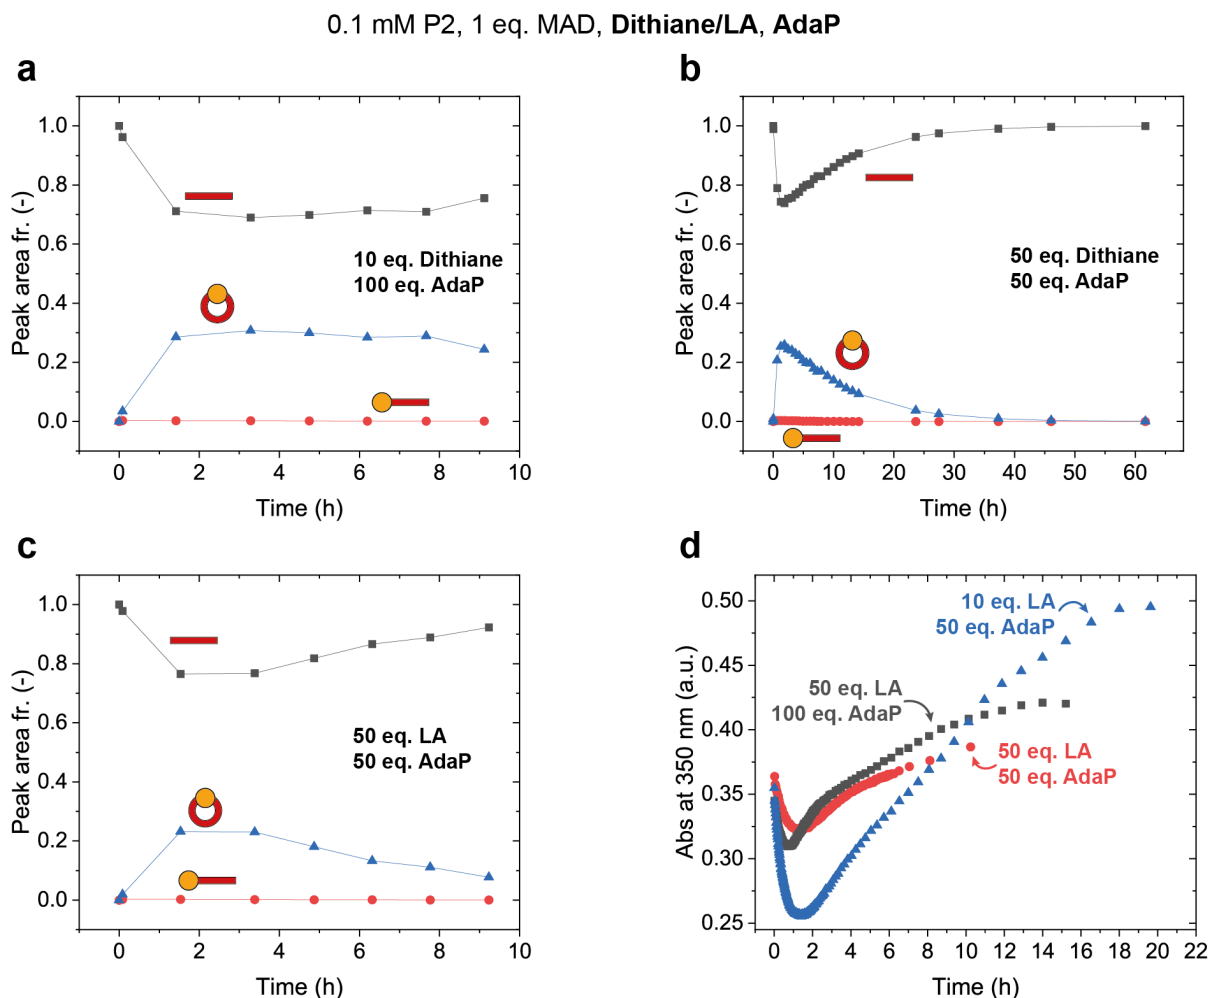 0.1 mM P2, 1 eq. MAD, Dithiane/LA, AdaP
a
1.0
0.8
0.6
0.4
0.2
0.0
Peak area fr. (-)
10 eq. Dithiane
100 eq. AdaP
0 2 4 6 8 10
Time (h)
b
1.0
0.8
0.6
0.4
0.2
0.0
Peak area fr. (-)
50 eq. Dithiane
50 eq. AdaP
0 10 20 30 40 50 60
Time (h)
c
1.0
0.8
0.6
0.4
0.2
0.0
Peak area fr. (-)
50 eq. LA
50 eq. AdaP
0 2 4 6 8 10
Time (h)
d
0.50
0.45
0.40
0.35
0.30
0.25
Abs at 350 nm (a.u.)
10 eq. LA
50 eq. AdaP
50 eq. LA
100 eq. AdaP
50 eq. LA
50 eq. AdaP
0 2 4 6 8 10 12 14 16 18 20 22
Time (h)